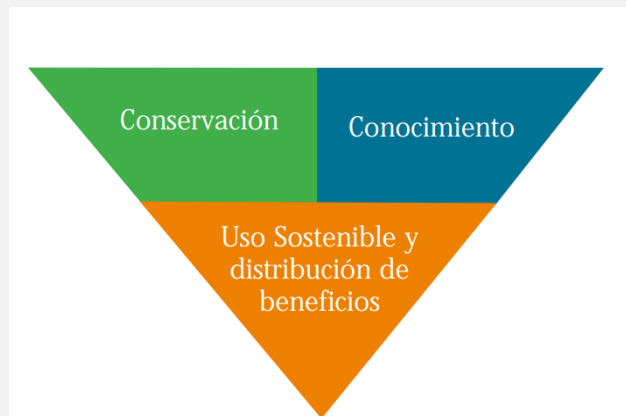 Conservación
Conocimiento
Uso Sostenible y
distribución de
beneficios